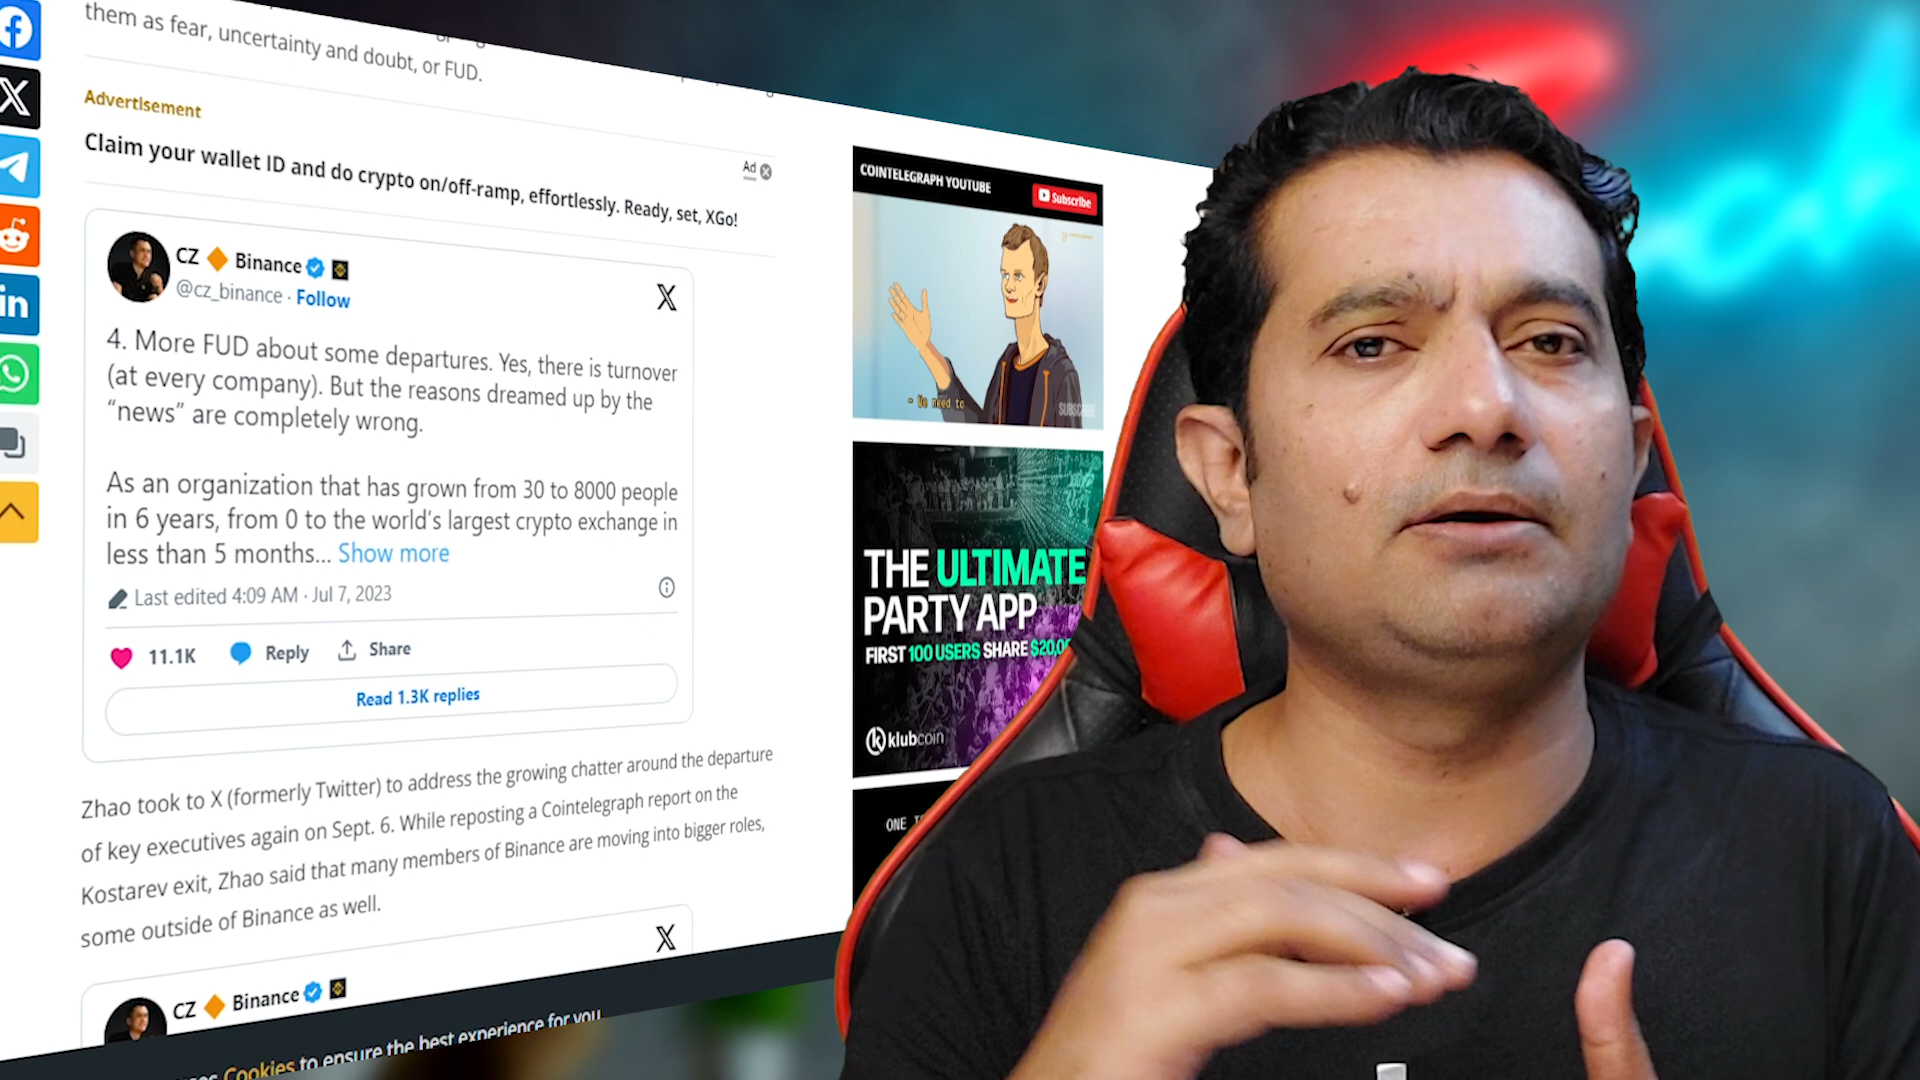 them as fear, uncertainty and doubt, or FUD.
Advertisement
Claim your wallet ID and do crypto on/off-ramp, effortlessly. Ready, set, XGo!
Ad
CZ Binance
@cz_binance · Follow
4. More FUD about some departures. Yes, there is turnover
(at every company). But the reasons dreamed up by the
“news” are completely wrong.
As an organization that has grown from 30 to 8000 people
in 6 years, from 0 to the world’s largest crypto exchange in
less than 5 months... Show more
Last edited 4:09 AM · Jul 7, 2023
11.1K Reply Share
Read 1.3K replies
Zhao took to X (formerly Twitter) to address the growing chatter around the departure
of key executives again on Sept. 6. While reposting a Cointelegraph report on the
Kostarev exit, Zhao said that many members of Binance are moving into bigger roles,
some outside of Binance as well.
CZ Binance
Cookies to ensure the best experience for you
COINTELEGRAPH YOUTUBE
Subscribe
- We need to
SUBSCRIBE
THE ULTIMATE
PARTY APP
FIRST 100 USERS SHARE
klubcoin
ONE